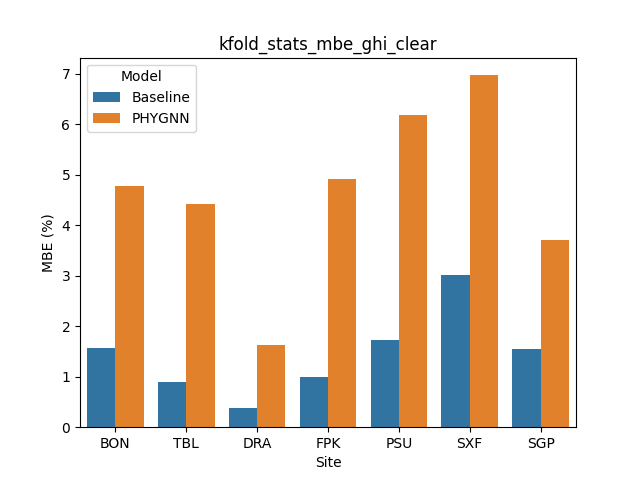 kfold_stats_mbe_ghi_clear
Model
Baseline
PHYGNN
MBE (%)
7
6
5
4
3
2
1
0
BON TBL DRA FPK PSU SXF SGP
Site